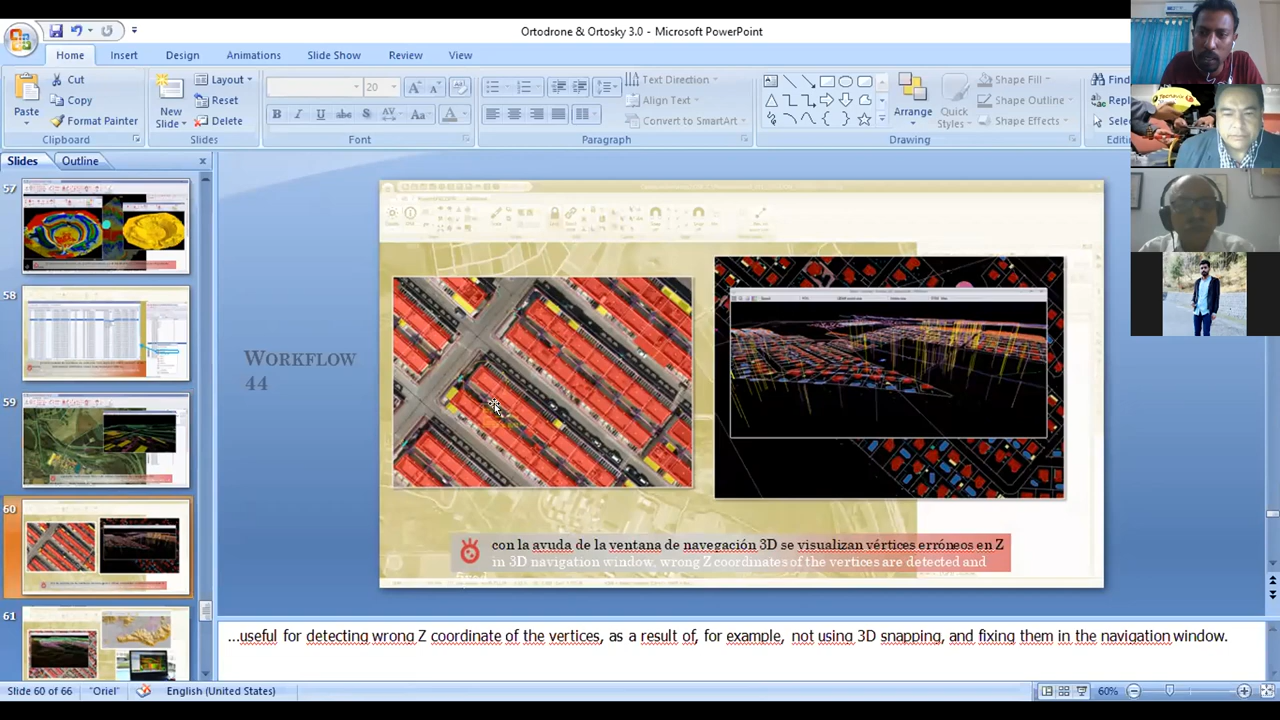 Ortodrone & Ortosky 3.0 - Microsoft PowerPoint
Home Insert Design Animations Slide Show Review View
Cut
Copy
Format Painter
Paste
Clipboard
New Slide
Layout
Reset
Delete
Slides
20
B I U abc S AV Aa A
Font
Text Direction
Align Text
Convert to SmartArt
Paragraph
Arrange
Quick Styles
Shape Fill
Shape Outline
Shape Effects
Drawing
Find
Slides Outline
57
58
59
60
61
WORKFLOW
44
con la ayuda de la ventana de navegación 3D se visualizan vértices erróneos en Z
in 3D navigation window, wrong Z coordinates of the vertices are detected and
fixed
...useful for detecting wrong Z coordinate of the vertices, as a result of, for example, not using 3D snapping, and fixing them in the navigation window.
Slide 60 of 66 "Oriel" English (United States) 60%